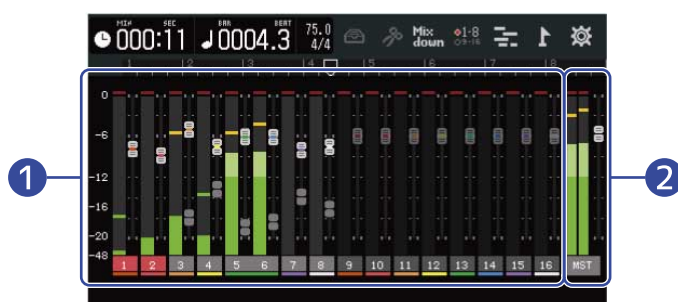 MIN SEC BAR BEAT
000:11 0004.3 75.0 4/4 Mix down 1-8 9-16
1 2 3 4 5 6 7 8
0
-6
1 2
-12
-16
-20
-48
1 2 3 4 5 6 7 8 9 10 11 12 13 14 15 16 MST